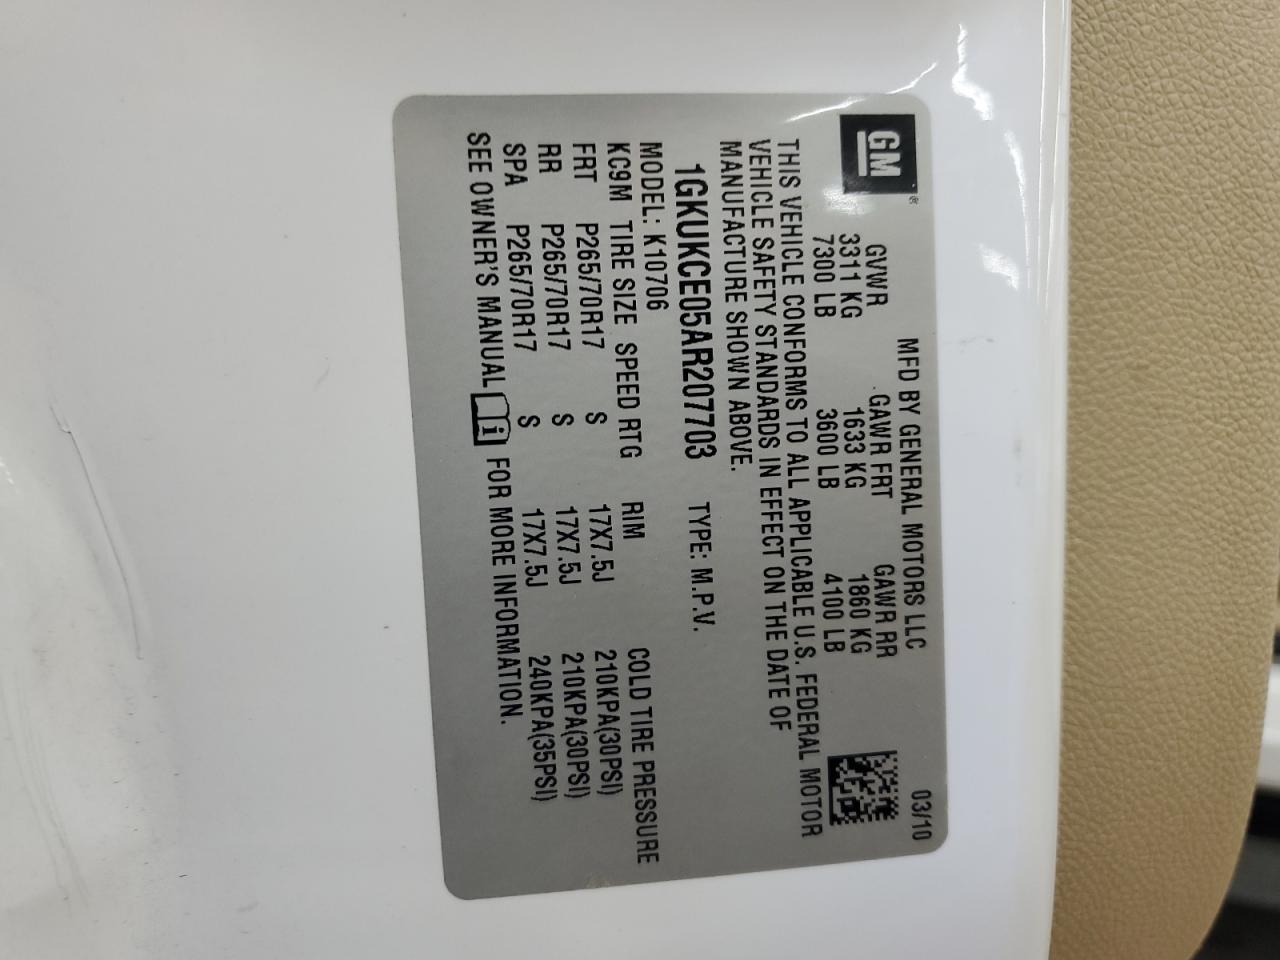 GM
MFD BY GENERAL MOTORS LLC 03/10
GVWR GAWR FRT GAWR RR
3311 KG 1633 KG 1860 KG
7300 LB 3600 LB 4100 LB
THIS VEHICLE CONFORMS TO ALL APPLICABLE U.S. FEDERAL MOTOR
VEHICLE SAFETY STANDARDS IN EFFECT ON THE DATE OF
MANUFACTURE SHOWN ABOVE.
1GKUKCE05AR207703 TYPE: M.P.V.
MODEL: K10706
KC9M TIRE SIZE SPEED RTG RIM COLD TIRE PRESSURE
FRT P265/70R17 S 17X7.5J 210KPA(30PSI)
RR P265/70R17 S 17X7.5J 210KPA(30PSI)
SPA P265/70R17 S 17X7.5J 240KPA(35PSI)
SEE OWNER'S MANUAL i FOR MORE INFORMATION.